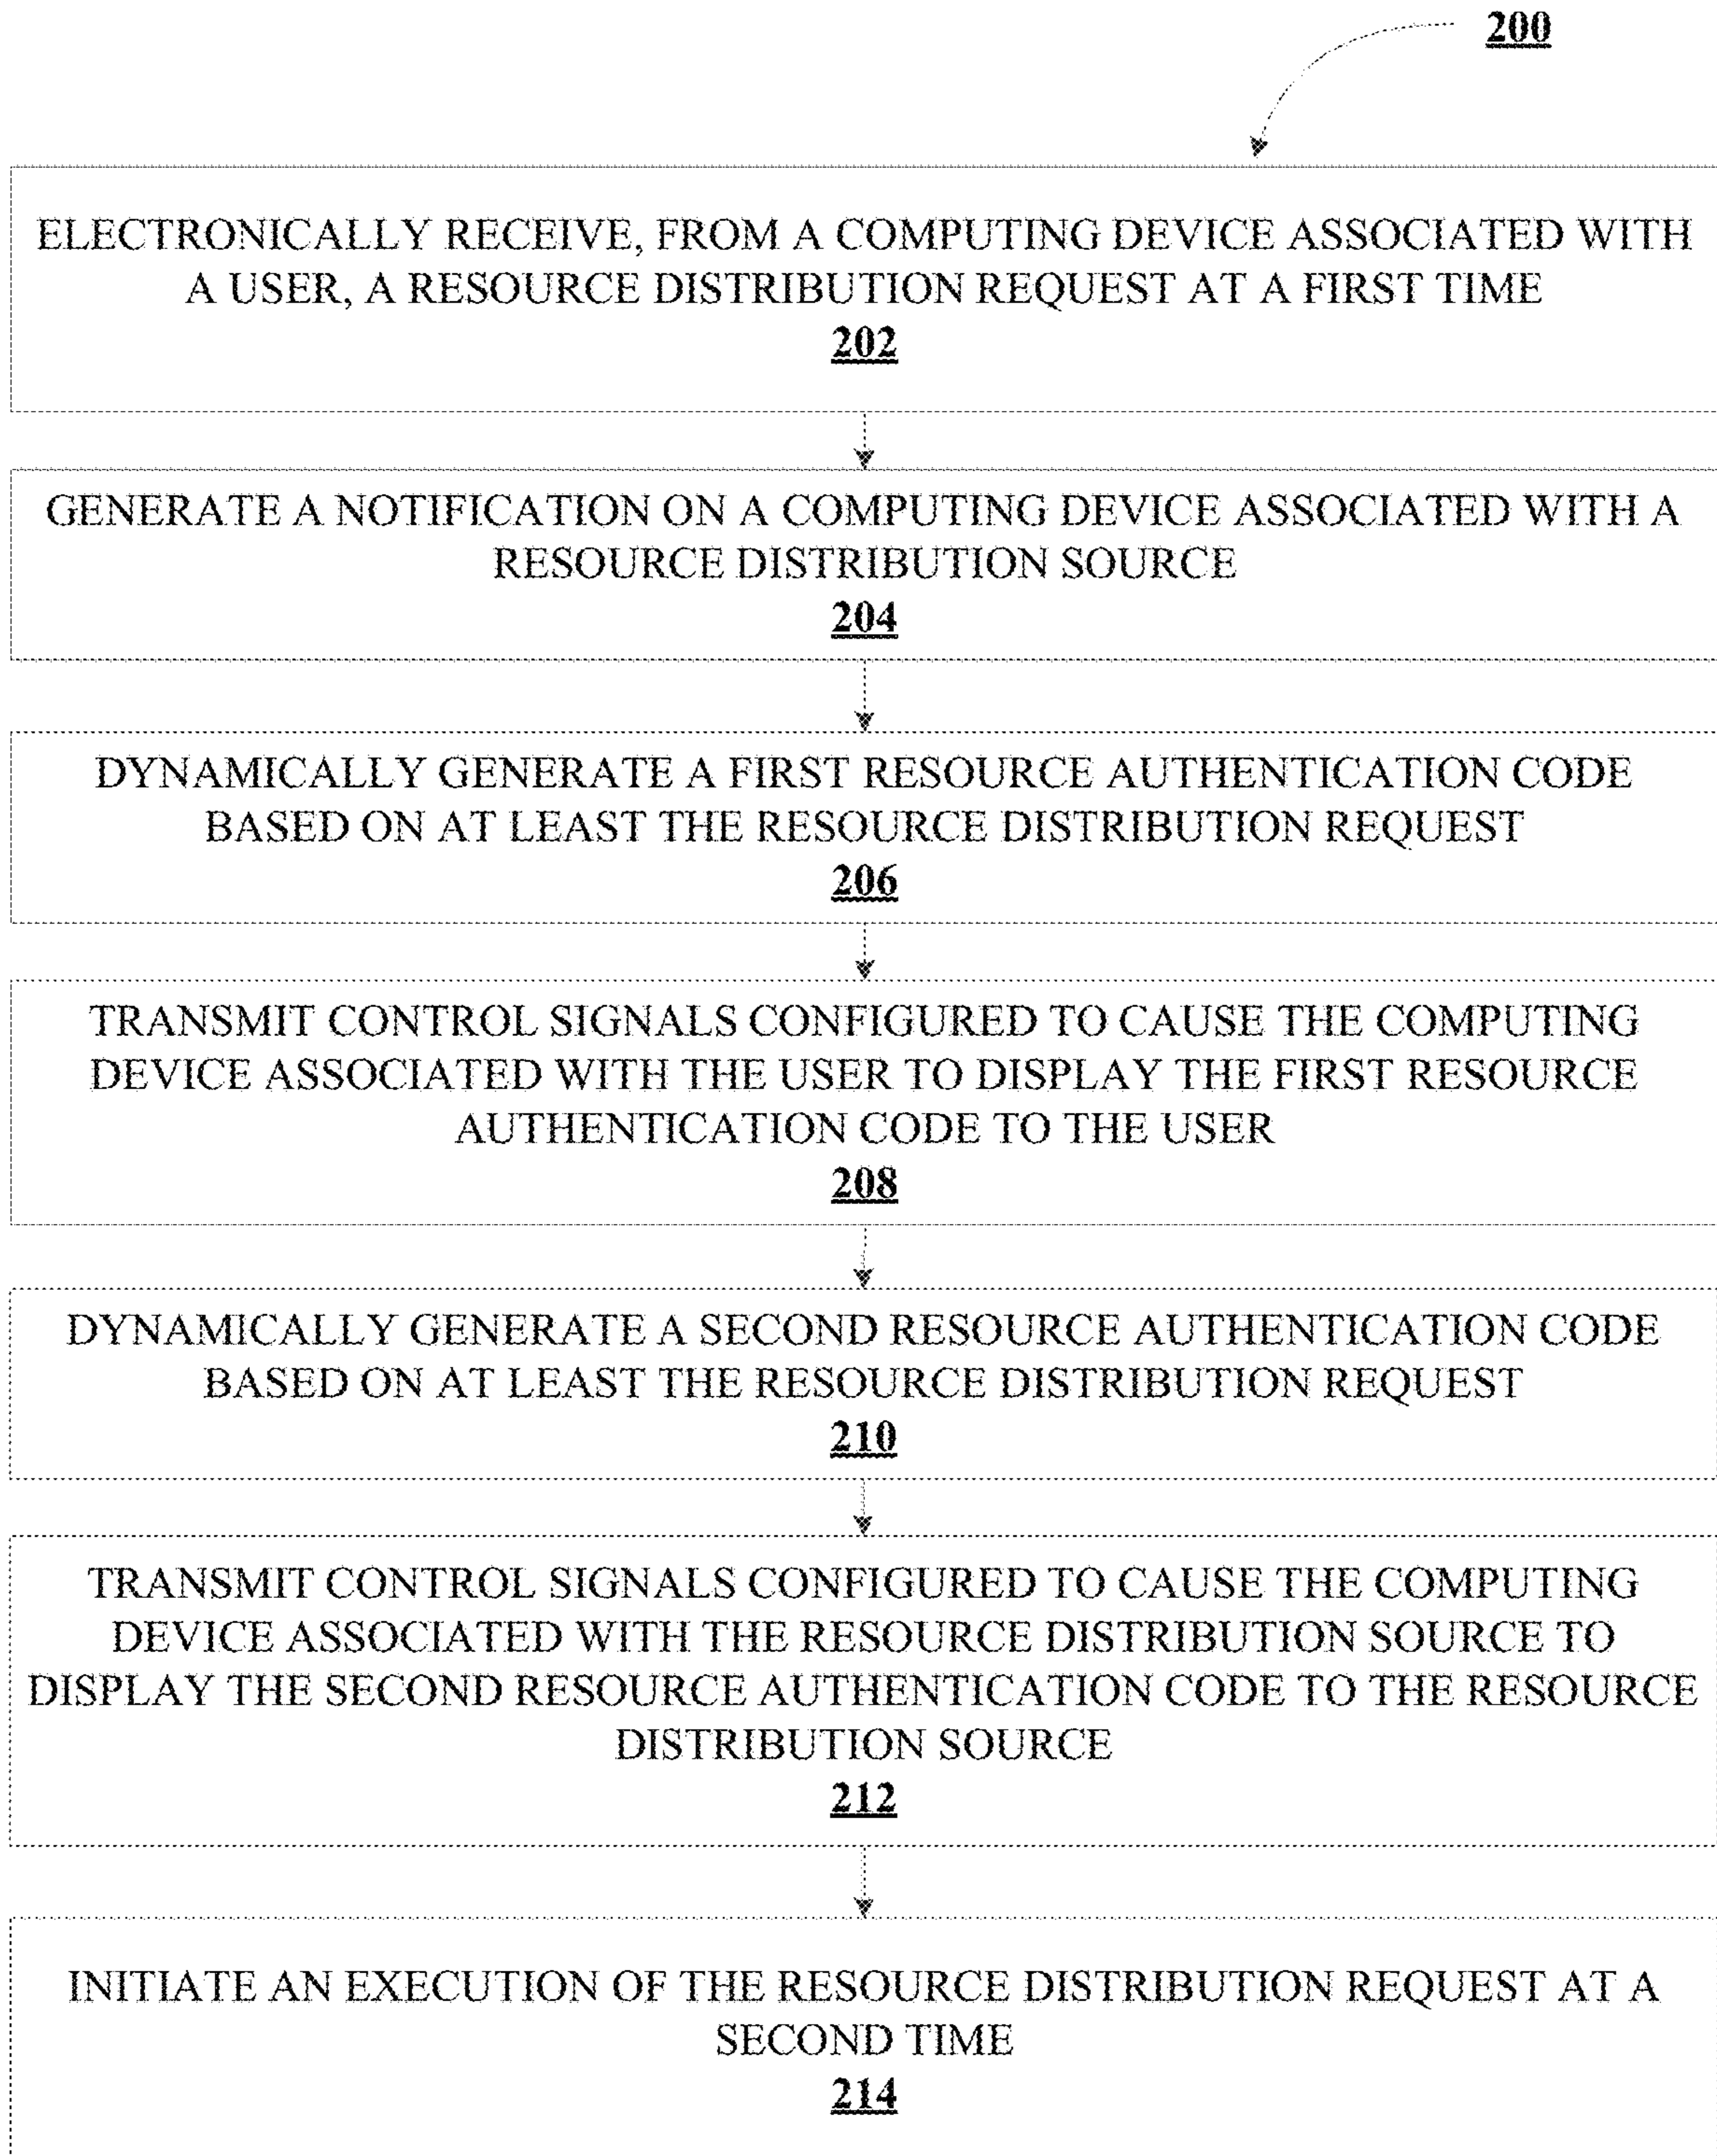 200
ELECTRONICALLY RECEIVE, FROM A COMPUTING DEVICE ASSOCIATED WITH
A USER, A RESOURCE DISTRIBUTION REQUEST AT A FIRST TIME
202
GENERATE A NOTIFICATION ON A COMPUTING DEVICE ASSOCIATED WITH A
RESOURCE DISTRIBUTION SOURCE
204
DYNAMICALLY GENERATE A FIRST RESOURCE AUTHENTICATION CODE
BASED ON AT LEAST THE RESOURCE DISTRIBUTION REQUEST
206
TRANSMIT CONTROL SIGNALS CONFIGURED TO CAUSE THE COMPUTING
DEVICE ASSOCIATED WITH THE USER TO DISPLAY THE FIRST RESOURCE
AUTHENTICATION CODE TO THE USER
208
DYNAMICALLY GENERATE A SECOND RESOURCE AUTHENTICATION CODE
BASED ON AT LEAST THE RESOURCE DISTRIBUTION REQUEST
210
TRANSMIT CONTROL SIGNALS CONFIGURED TO CAUSE THE COMPUTING
DEVICE ASSOCIATED WITH THE RESOURCE DISTRIBUTION SOURCE TO
DISPLAY THE SECOND RESOURCE AUTHENTICATION CODE TO THE RESOURCE
DISTRIBUTION SOURCE
212
INITIATE AN EXECUTION OF THE RESOURCE DISTRIBUTION REQUEST AT A
SECOND TIME
214